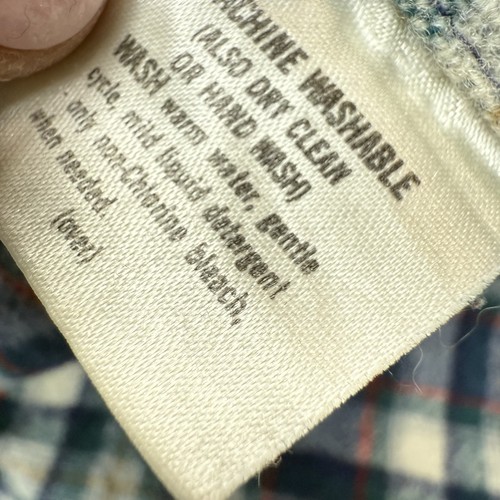 MACHINE WASHABLE
(ALSO DRY CLEAN
OR HAND WASH)
WASH warm water, gentle
cycle, mild liquid detergent
only non-Chlorine bleach,
when needed.
(over)